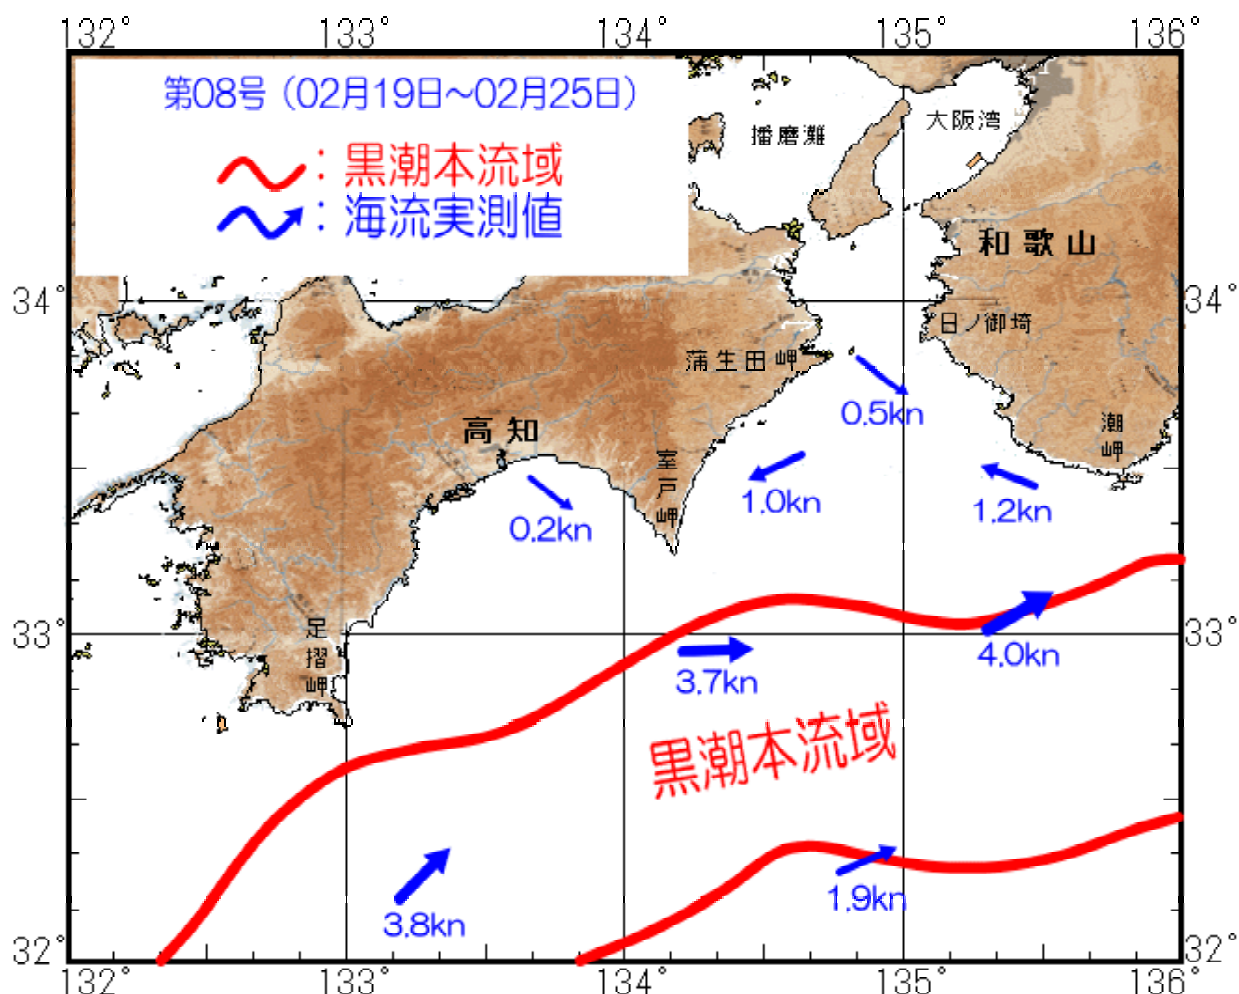 132° 133° 134° 135° 136°
第08号（02月19日～02月25日）
：黒潮本流域
：海流実測値
播磨灘
大阪湾
和歌山
34° 34°
日ノ御埼
蒲生田岬
0.5kn
高知
潮岬
室戸岬
1.0kn
1.2kn
0.2kn
33° 33°
足摺岬
4.0kn
3.7kn
黒潮本流域
1.9kn
3.8kn
32° 32°
132° 133° 134° 135° 136°